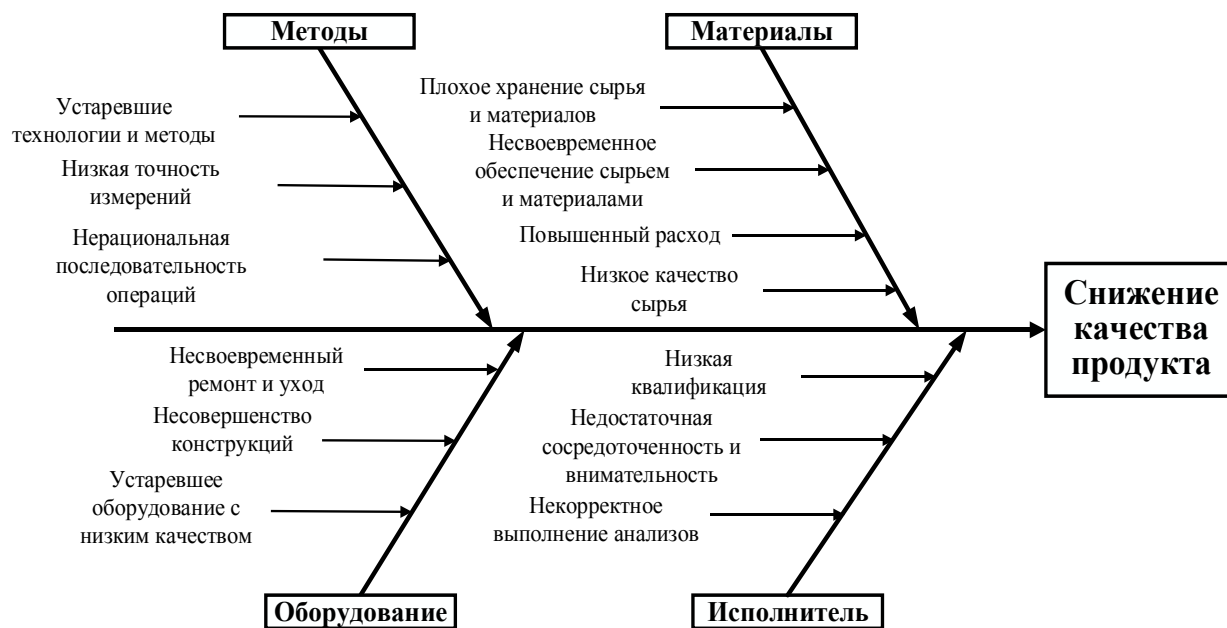 Методы
Материалы
Устаревшие
технологии и методы
Низкая точность
измерений
Нерациональная
последовательность
операций
Плохое хранение сырья
и материалов
Несвоевременное
обеспечение сырьем
и материалами
Повышенный расход
Низкое качество
сырья
Снижение
качества
продукта
Несвоевременный
ремонт и уход
Несовершенство
конструкций
Устаревшее
оборудование с
низким качеством
Низкая
квалификация
Недостаточная
сосредоточенность и
внимательность
Некорректное
выполнение анализов
Оборудование
Исполнитель